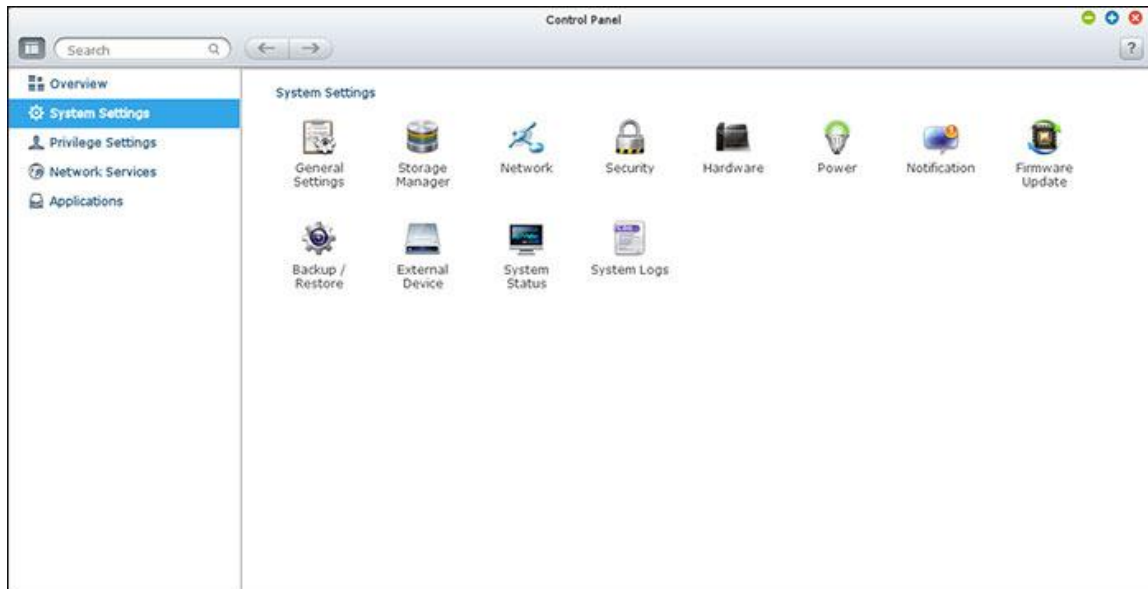 Control Panel
Search
?
Overview
System Settings
Privilege Settings
Network Services
Applications
System Settings
General
Settings
Storage
Manager
Network
Security
Hardware
Power
Notification
Firmware
Update
Backup /
Restore
External
Device
System
Status
LOG
System Logs